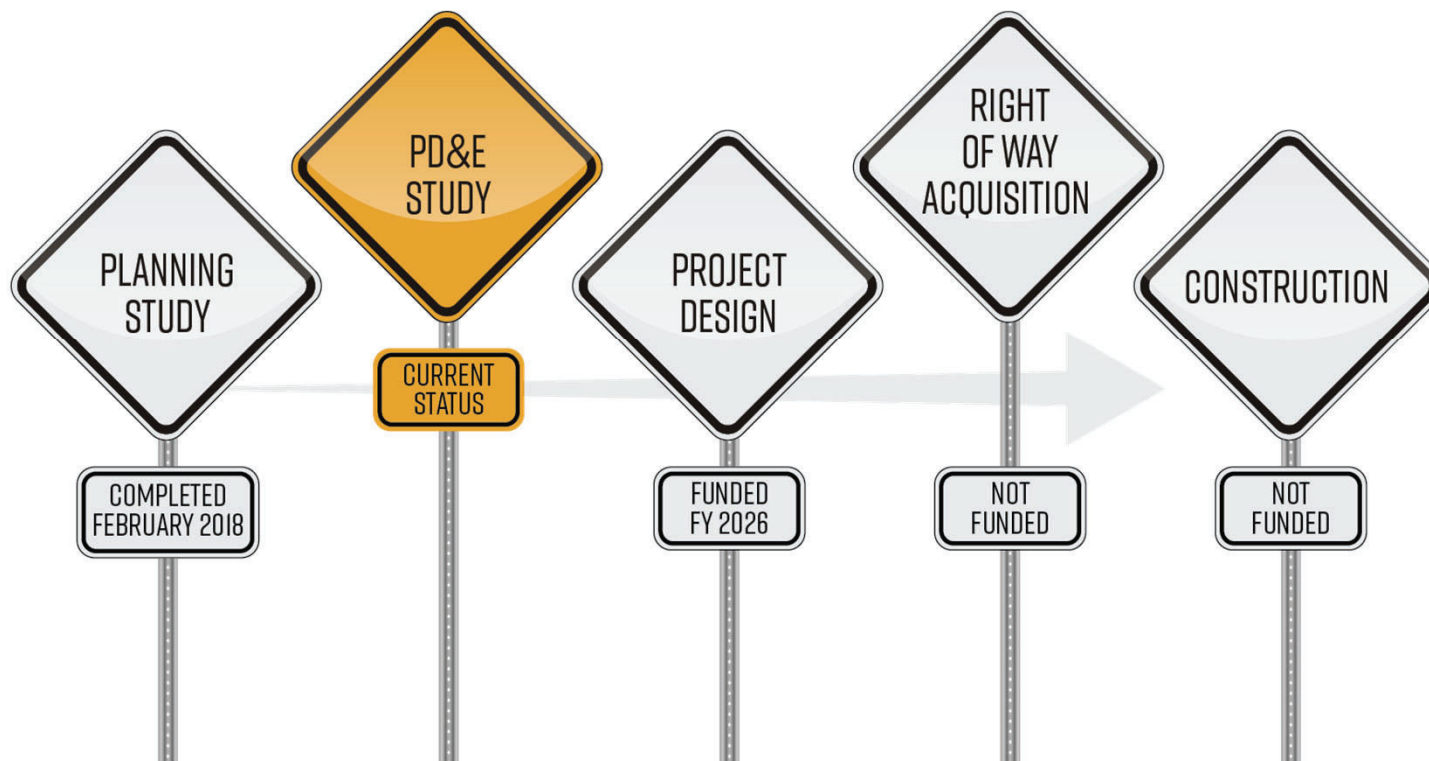 PLANNING
STUDY
COMPLETED
FEBRUARY 2018
PD&E
STUDY
CURRENT
STATUS
PROJECT
DESIGN
FUNDED
FY 2026
RIGHT
OF WAY
ACQUISITION
NOT
FUNDED
CONSTRUCTION
NOT
FUNDED